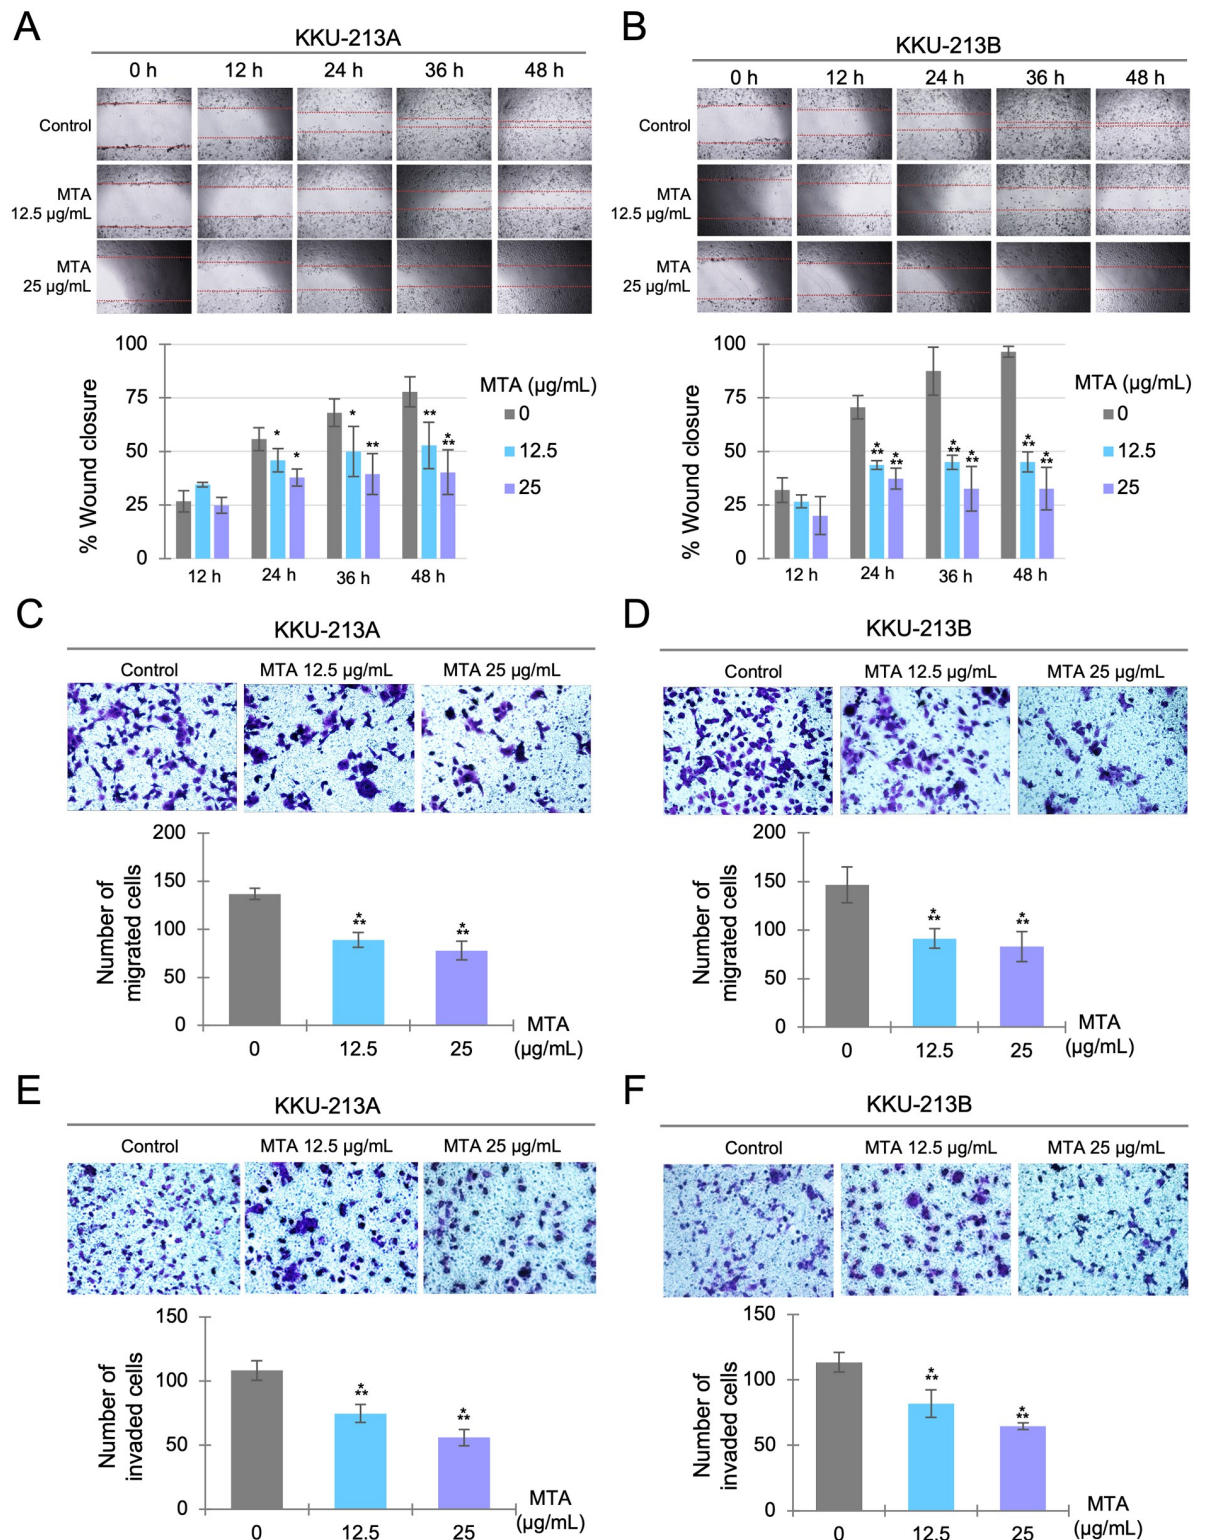 A
KKU-213A
0 h 12 h 24 h 36 h 48 h
Control
MTA
12.5 µg/mL
MTA
25 µg/mL
100
75
50
25
0
% Wound closure
* * * ** ** * **
12 h 24 h 36 h 48 h
MTA (µg/mL)
0
12.5
25
B
KKU-213B
0 h 12 h 24 h 36 h 48 h
Control
MTA
12.5 µg/mL
MTA
25 µg/mL
100
75
50
25
0
% Wound closure
* ** * ** * ** * ** * ** * **
12 h 24 h 36 h 48 h
MTA (µg/mL)
0
12.5
25
C
KKU-213A
Control MTA 12.5 µg/mL MTA 25 µg/mL
200
150
100
50
0
Number of
migrated cells
* ** * **
0 12.5 25
MTA
(µg/mL)
D
KKU-213B
Control MTA 12.5 µg/mL MTA 25 µg/mL
200
150
100
50
0
Number of
migrated cells
* ** * **
0 12.5 25
MTA
(µg/mL)
E
KKU-213A
Control MTA 12.5 µg/mL MTA 25 µg/mL
150
100
50
0
Number of
invaded cells
* ** * **
0 12.5 25
MTA
(µg/mL)
F
KKU-213B
Control MTA 12.5 µg/mL MTA 25 µg/mL
150
100
50
0
Number of
invaded cells
* ** * **
0 12.5 25
MTA
(µg/mL)